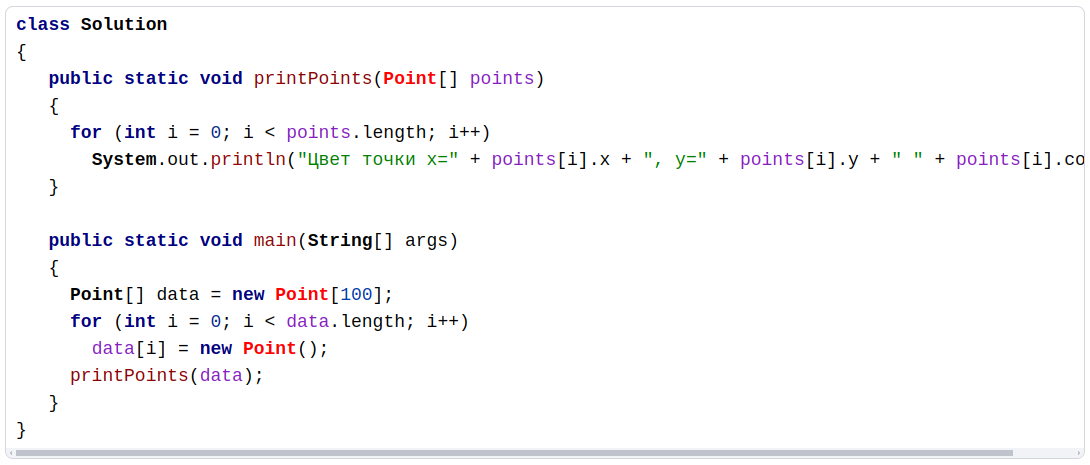 class Solution
{
public static void printPoints(Point[] points)
{
for (int i = 0; i < points.length; i++)
System.out.println("Цвет точки x=" + points[i].x + ", y=" + points[i].y + " " + points[i].co
}
public static void main(String[] args)
{
Point[] data = new Point[100];
for (int i = 0; i < data.length; i++)
data[i] = new Point();
printPoints(data);
}
}